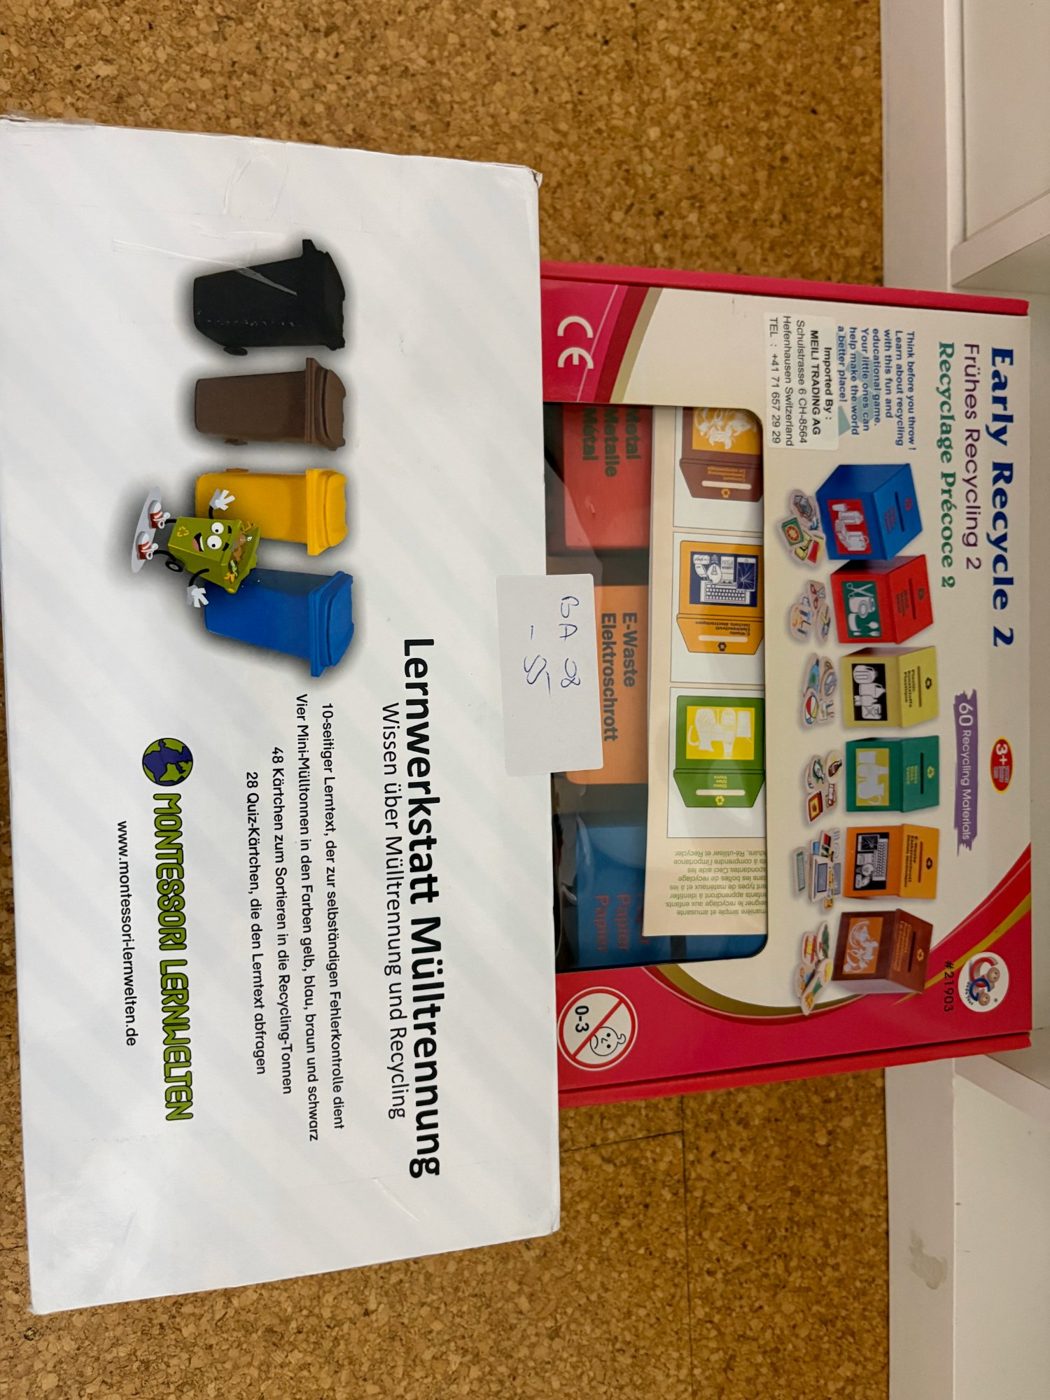 Early Recycle 2
Frühes Recycling 2
Recyclage Précoce 2
Think before you throw !
Learn about recycling
with this fun and
educational game.
Your little ones can
help make the world
a better place!
Imported By :
MEILI TRADING AG
Schulstrasse 6 CH-8564
Hefenhausen Switzerland
TEL : +41 71 657 29 29
60 Recycling Materials
3+
#21903
CE
Metalle
Metal
E-Waste
Elektroschrott
Papier
0-3
BA 08
- 55
Lernwerkstatt Mülltrennung
Wissen über Mülltrennung und Recycling
10-seitiger Lerntext, der zur selbständigen Fehlerkontrolle dient
Vier Mini-Mülltonnen in den Farben gelb, blau, braun und schwarz
48 Kärtchen zum Sortieren in die Recycling-Tonnen
28 Quiz-Kärtchen, die den Lerntext abfragen
MONTESSORI LERNWELTEN
www.montessori-lernwelten.de